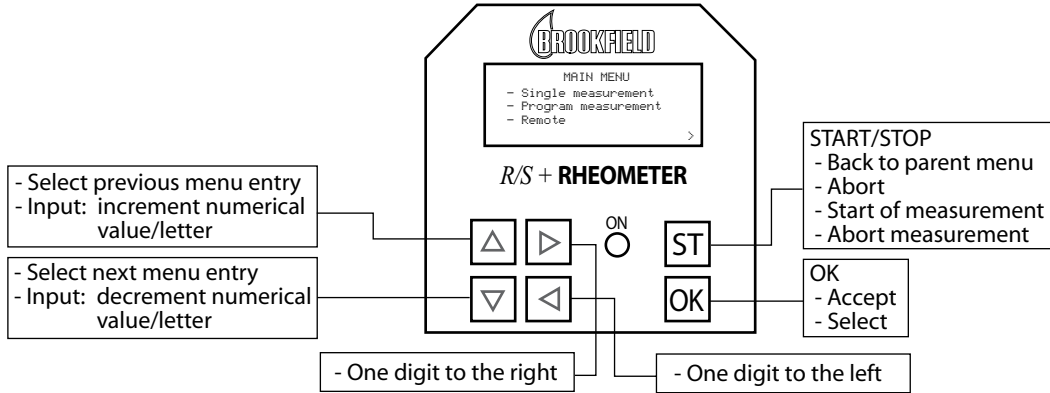 BROOKFIELD
MAIN MENU
- Single measurement
- Program measurement
- Remote
>
R/S + RHEOMETER
- Select previous menu entry
- Input: increment numerical
value/letter
- Select next menu entry
- Input: decrement numerical
value/letter
ON
ST
OK
START/STOP
- Back to parent menu
- Abort
- Start of measurement
- Abort measurement
OK
- Accept
- Select
- One digit to the right
- One digit to the left